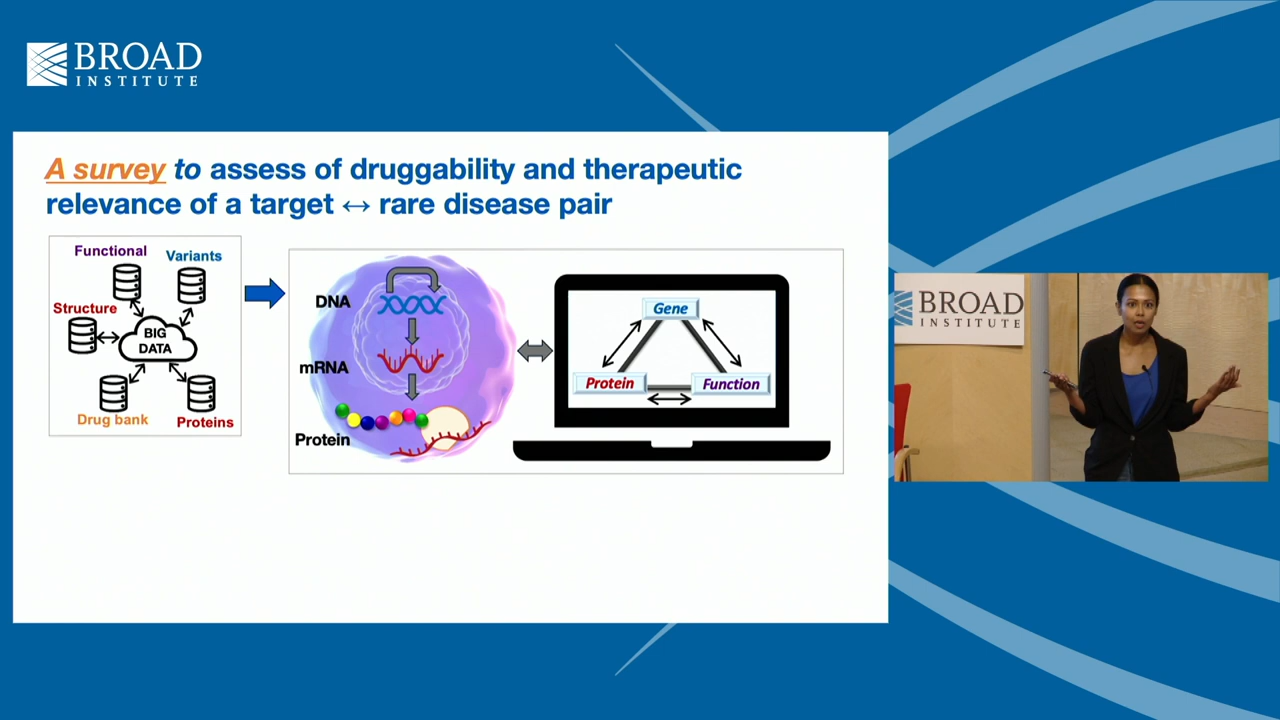 BROAD
INSTITUTE
A survey to assess of druggability and therapeutic
relevance of a target ↔ rare disease pair
Functional
Variants
Structure
BIG
DATA
Drug bank
Proteins
DNA
mRNA
Protein
Gene
Protein
Function
BROAD
INSTITUTE